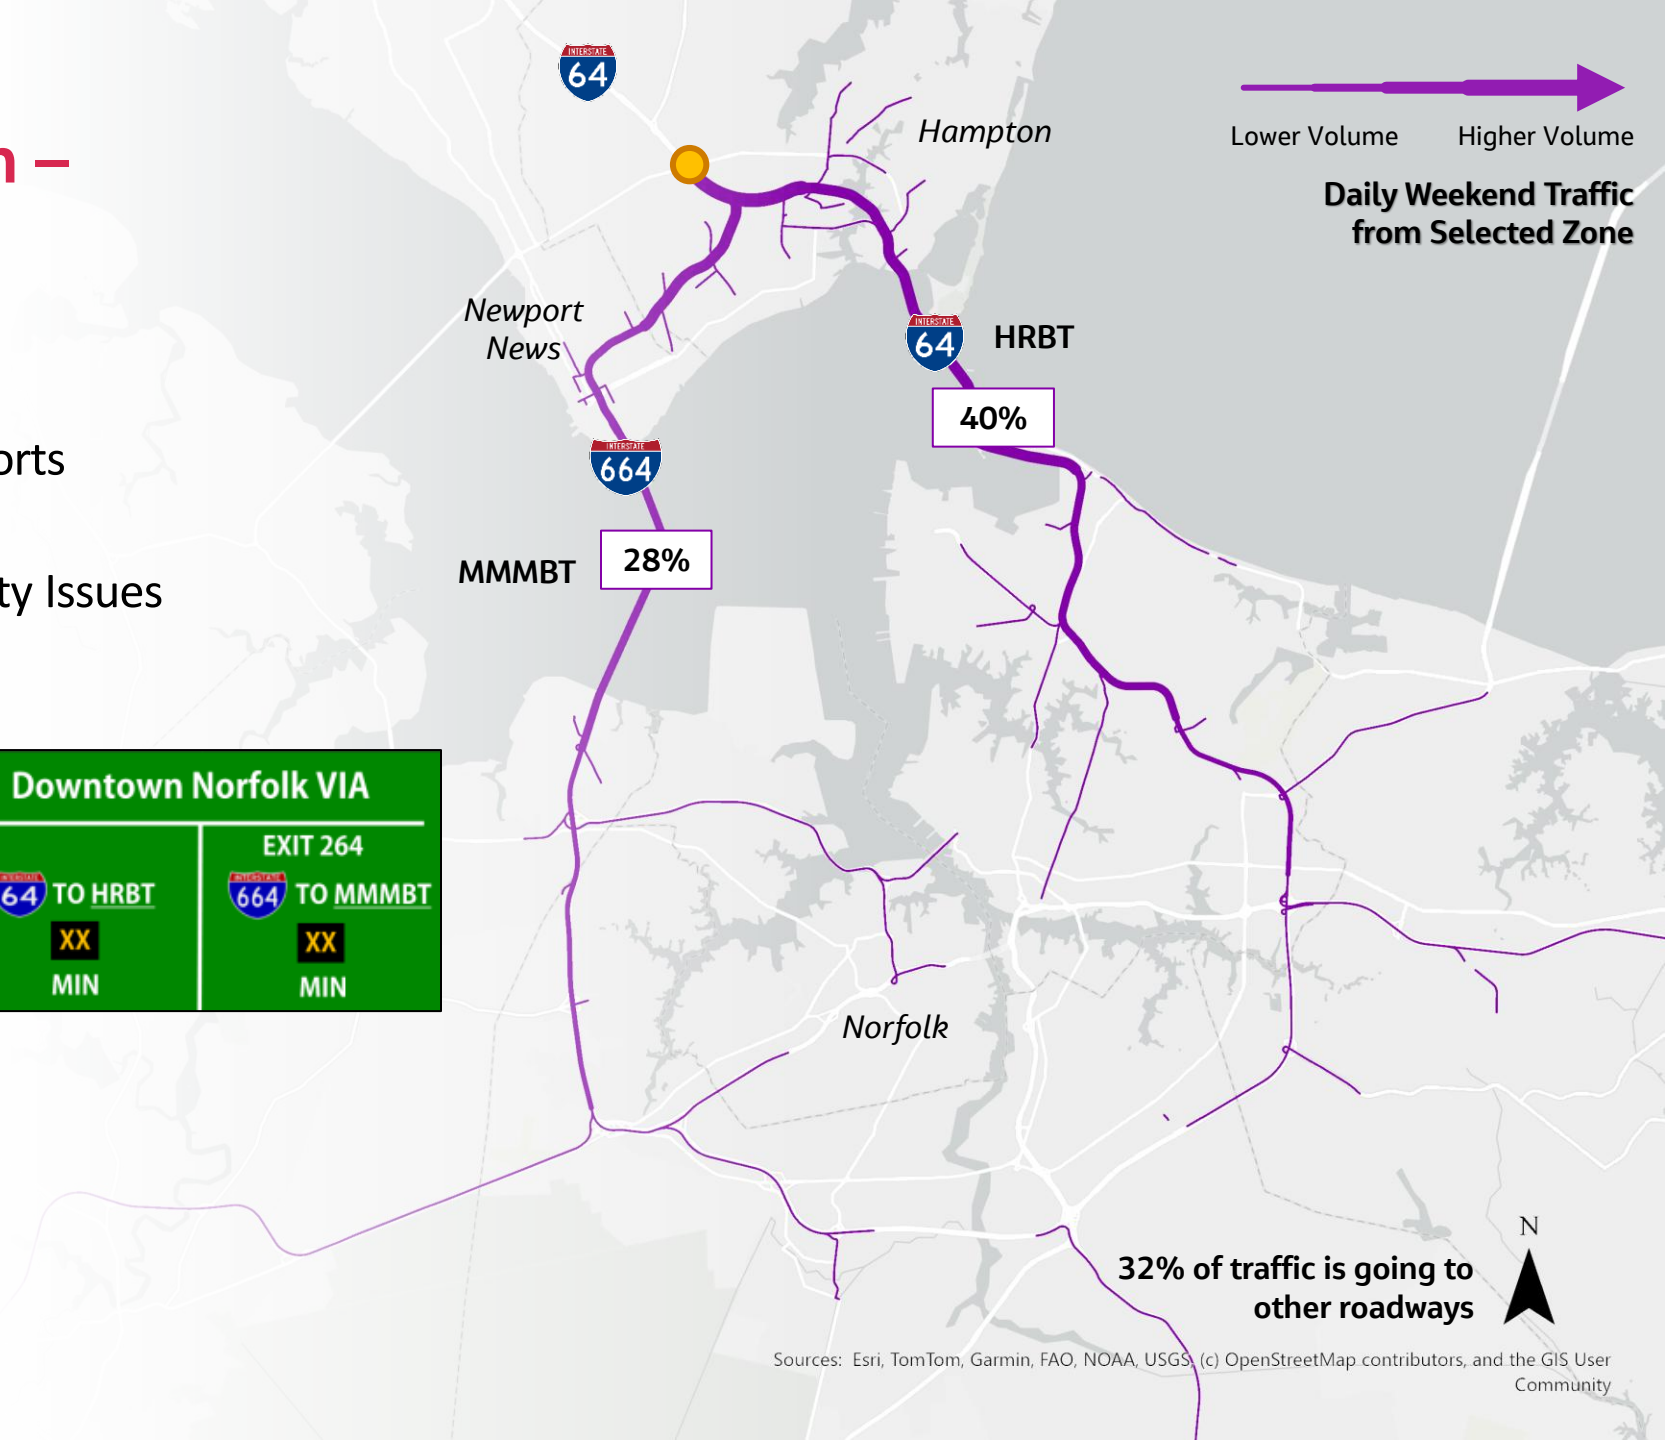 n –
orts
ty Issues
INTERSTATE
64
Hampton
Lower Volume Higher Volume
Daily Weekend Traffic
from Selected Zone
Newport
News
INTERSTATE
64
HRBT
40%
INTERSTATE
664
MMMBT
28%
Downtown Norfolk VIA
64 TO HRBT
XX
MIN
EXIT 264
664 TO MMMBT
XX
MIN
Norfolk
N
32% of traffic is going to
other roadways
Sources: Esri, TomTom, Garmin, FAO, NOAA, USGS, (c) OpenStreetMap contributors, and the GIS User
Community